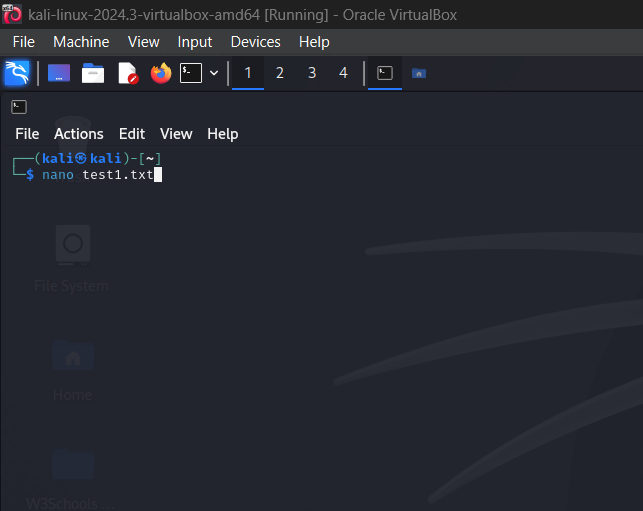 kali-linux-2024.3-virtualbox-amd64 [Running] - Oracle VirtualBox
File Machine View Input Devices Help
1 2 3 4
File Actions Edit View Help
┌──(kali㉿kali)-[~]
└─$ nano test1.txt
File System
Home
W3Schools ...